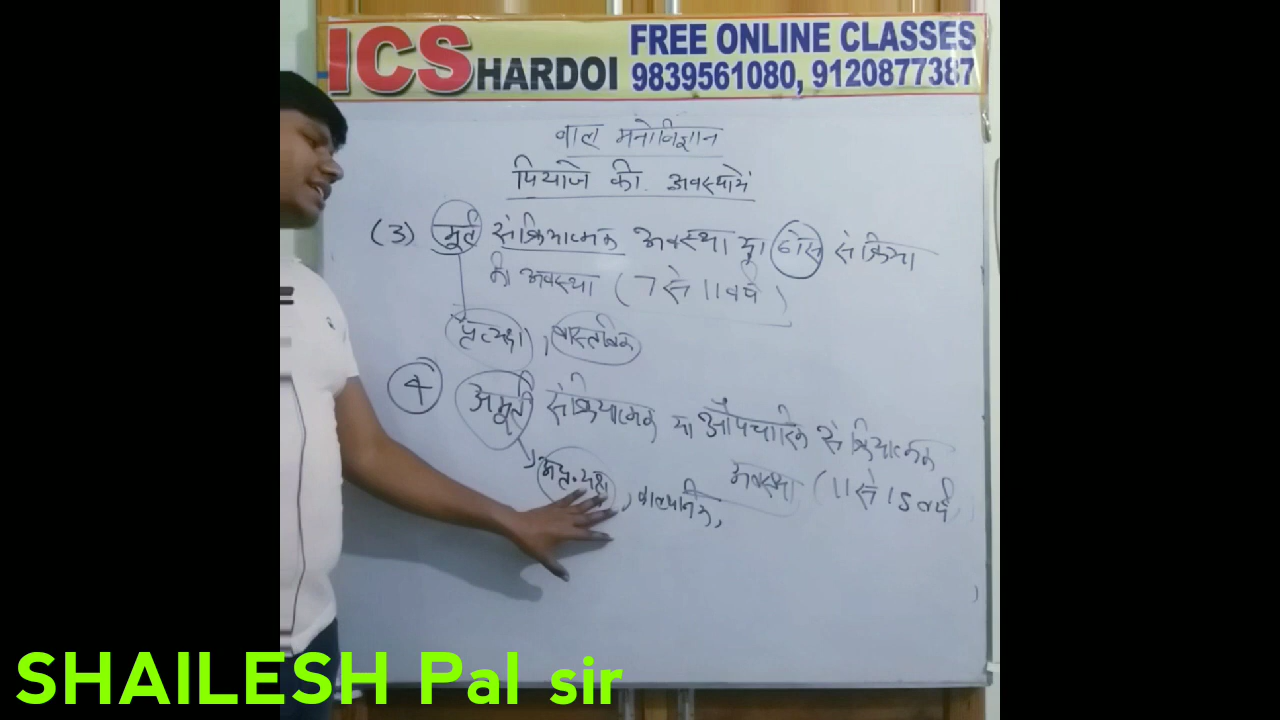 ICS HARDOI FREE ONLINE CLASSES
9839561080, 9120877387
बाल मनोविज्ञान
पियाजे की अवस्थायें
(3) मूर्त संक्रियात्मक अवस्था या ठोस संक्रिया
की अवस्था (7 से 11 वर्ष)
प्रत्यक्ष, वास्तविक
4 अमूर्त संक्रियात्मक या औपचारिक संक्रियात्मक
अवस्था (11 से 15 वर्ष)
अप्रत्यक्ष, काल्पनिक,
SHAILESH Pal sir